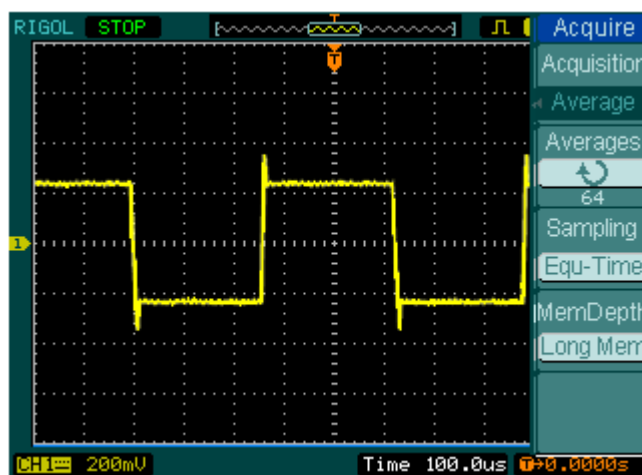 RIGOL STOP T Acquire
T
Acquisition
Average
Averages
64
1
Sampling
Equ-Time
MemDepth
Long Mem
CH1 200mV Time 100.0us T→0.0000s